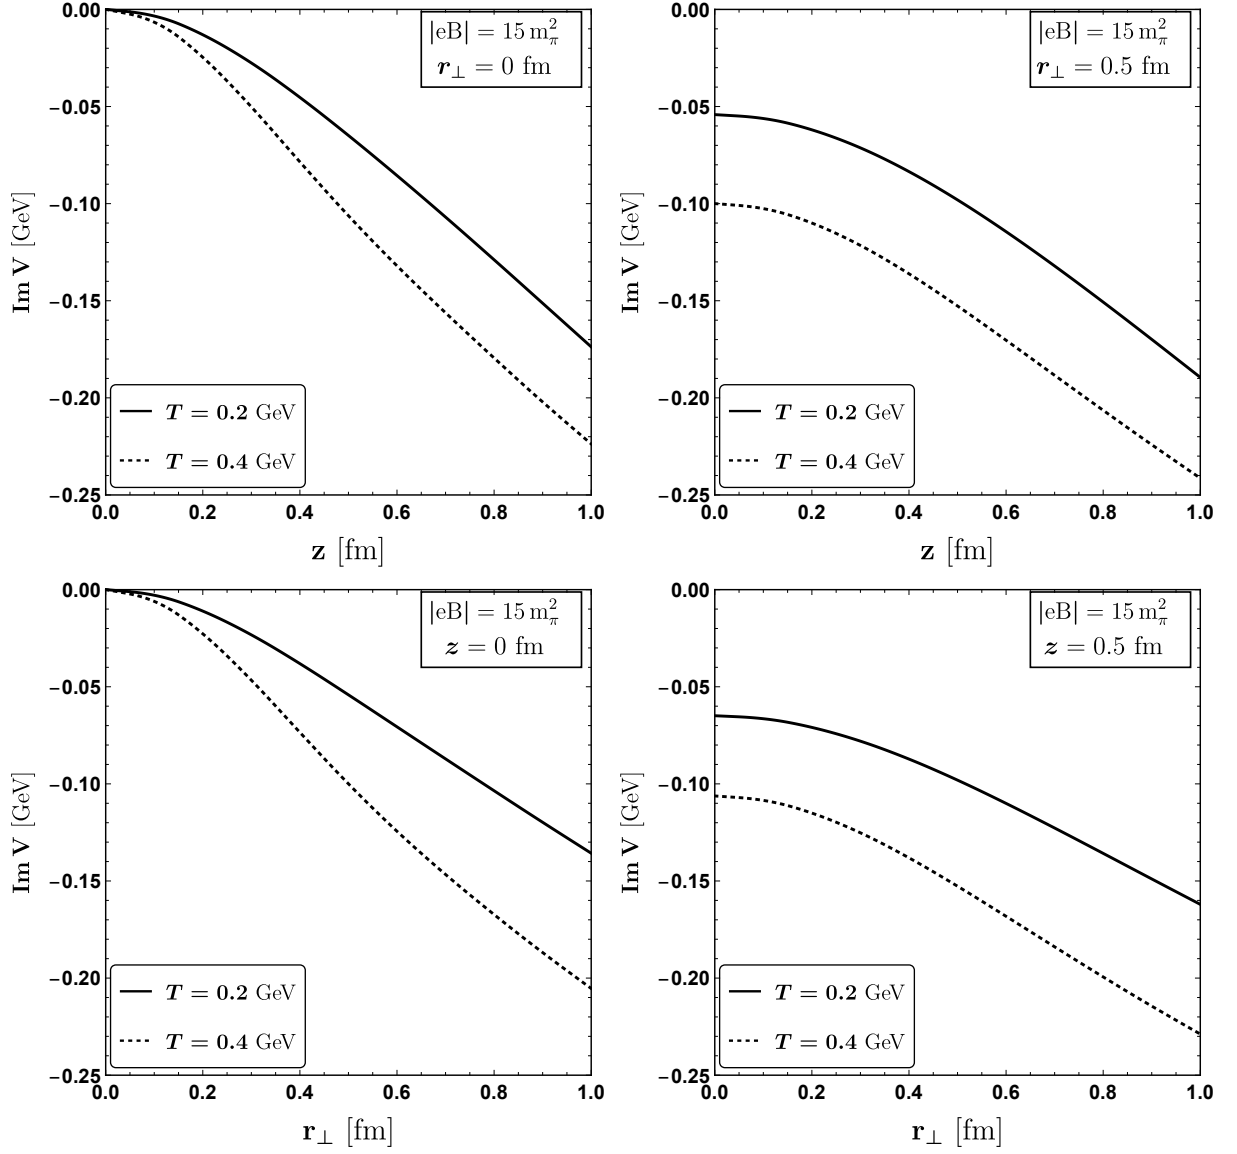 |eB| = 15 m_π^2
r_⊥ = 0 fm
0.00
−0.05
−0.10
−0.15
−0.20
−0.25
Im V [GeV]
T = 0.2 GeV
T = 0.4 GeV
0.0 0.2 0.4 0.6 0.8 1.0
z [fm]
|eB| = 15 m_π^2
r_⊥ = 0.5 fm
0.00
−0.05
−0.10
−0.15
−0.20
−0.25
Im V [GeV]
T = 0.2 GeV
T = 0.4 GeV
0.0 0.2 0.4 0.6 0.8 1.0
z [fm]
|eB| = 15 m_π^2
z = 0 fm
0.00
−0.05
−0.10
−0.15
−0.20
−0.25
Im V [GeV]
T = 0.2 GeV
T = 0.4 GeV
0.0 0.2 0.4 0.6 0.8 1.0
r_⊥ [fm]
|eB| = 15 m_π^2
z = 0.5 fm
0.00
−0.05
−0.10
−0.15
−0.20
−0.25
Im V [GeV]
T = 0.2 GeV
T = 0.4 GeV
0.0 0.2 0.4 0.6 0.8 1.0
r_⊥ [fm]